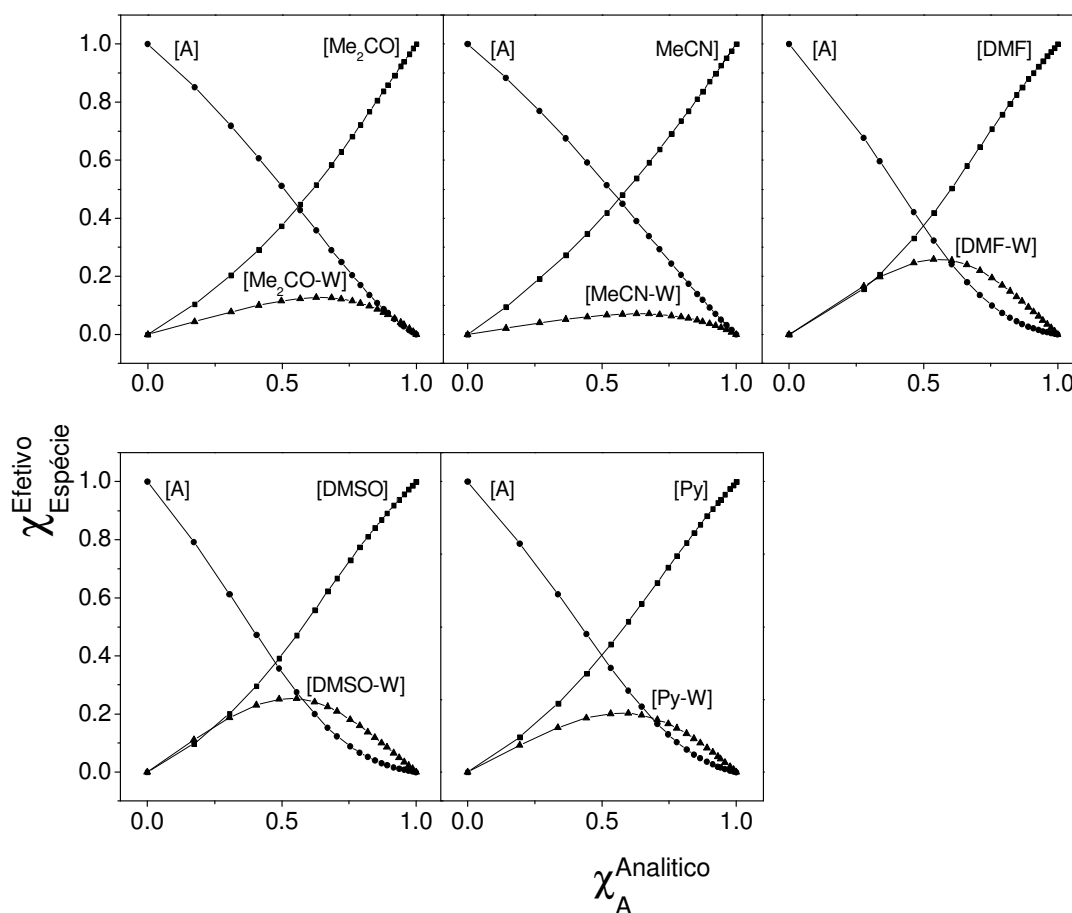 [A] [Me₂CO] [A] MeCN] [A] [DMF]
1.0
0.8
0.6
0.4
0.2
0.0
[Me₂CO-W] [MeCN-W] [DMF-W]
0.0 0.5 1.0 0.0 0.5 1.0 0.0 0.5 1.0
χ Efetivo Espécie
[A] [DMSO] [A] [Py]
1.0
0.8
0.6
0.4
0.2
0.0
[DMSO-W] [Py-W]
0.0 0.5 1.0 0.0 0.5 1.0
χ Analitico A